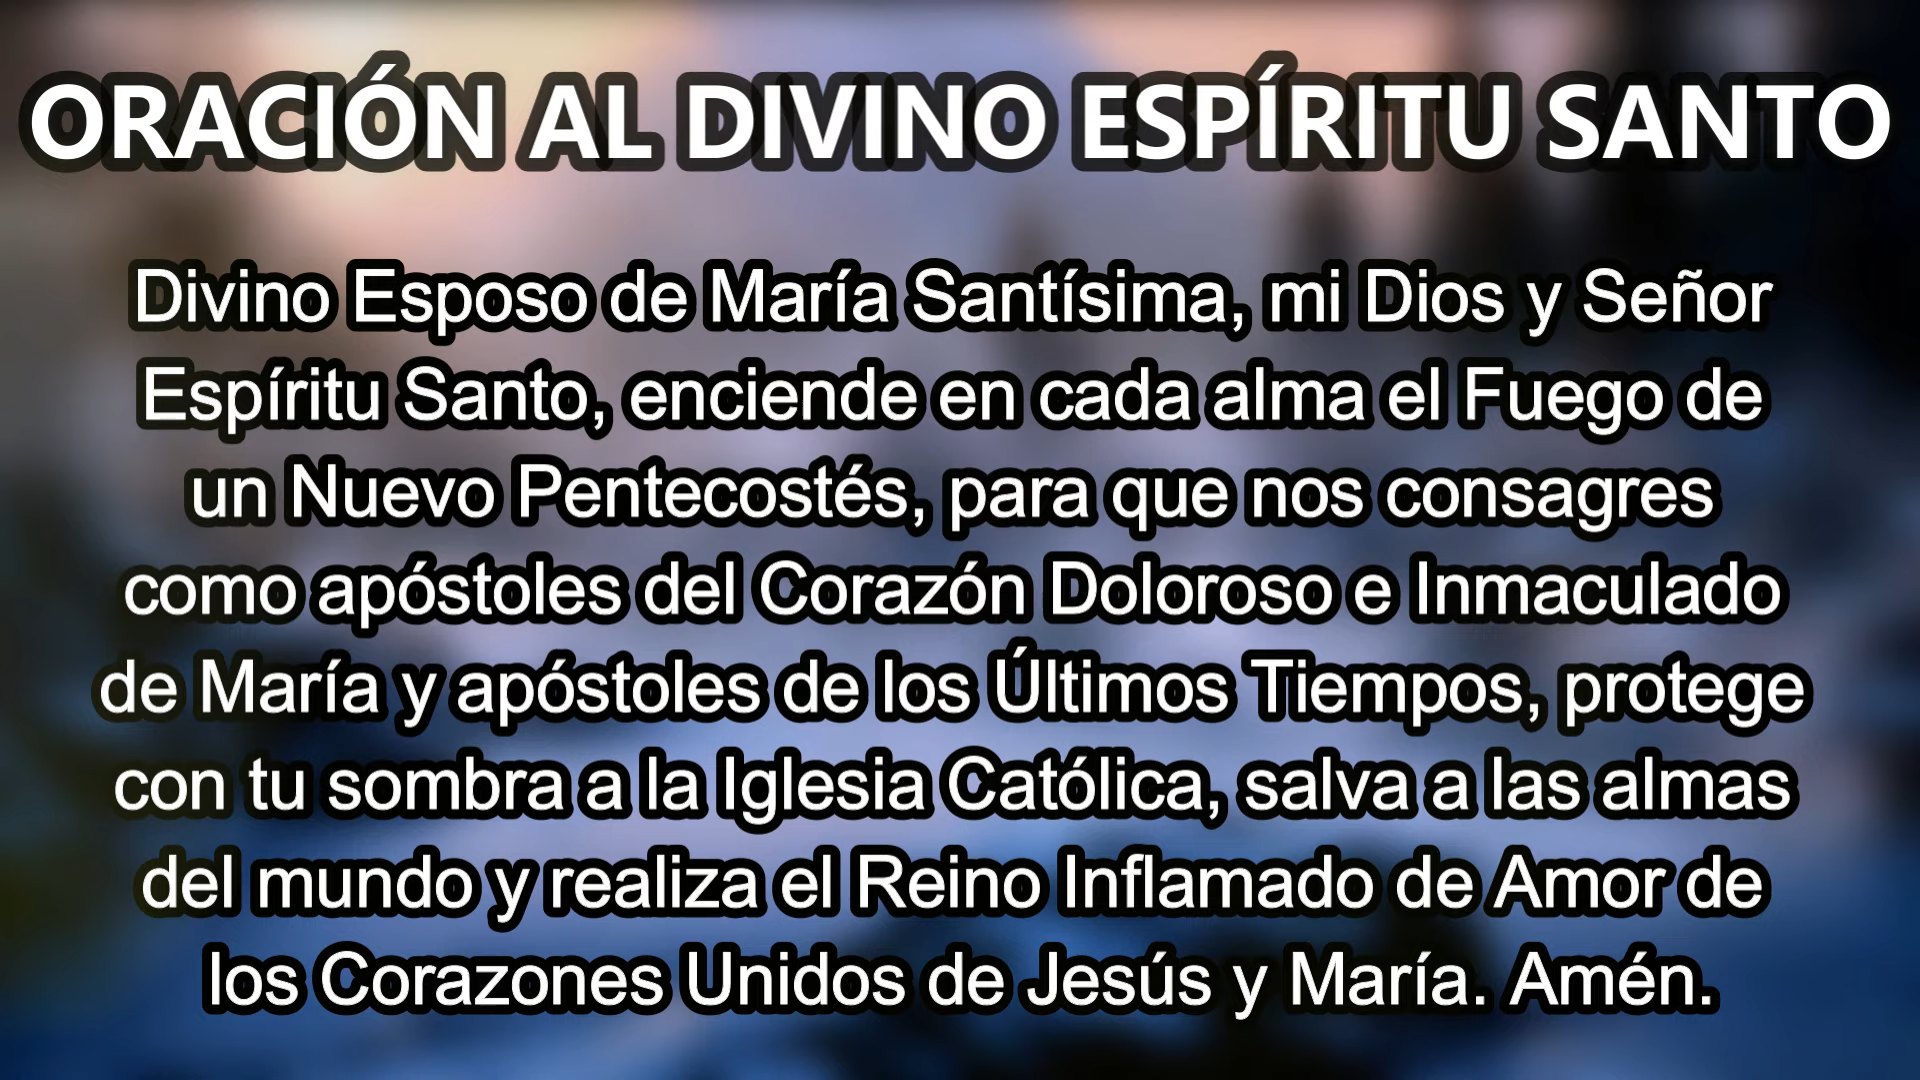 ORACIÓN AL DIVINO ESPÍRITU SANTO
Divino Esposo de María Santísima, mi Dios y Señor
Espíritu Santo, enciende en cada alma el Fuego de
un Nuevo Pentecostés, para que nos consagres
como apóstoles del Corazón Doloroso e Inmaculado
de María y apóstoles de los Últimos Tiempos, protege
con tu sombra a la Iglesia Católica, salva a las almas
del mundo y realiza el Reino Inflamado de Amor de
los Corazones Unidos de Jesús y María. Amén.